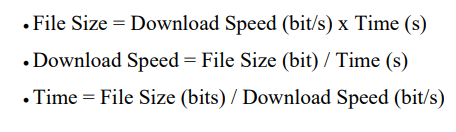 • File Size = Download Speed (bit/s) x Time (s)
• Download Speed = File Size (bit) / Time (s)
• Time = File Size (bits) / Download Speed (bit/s)